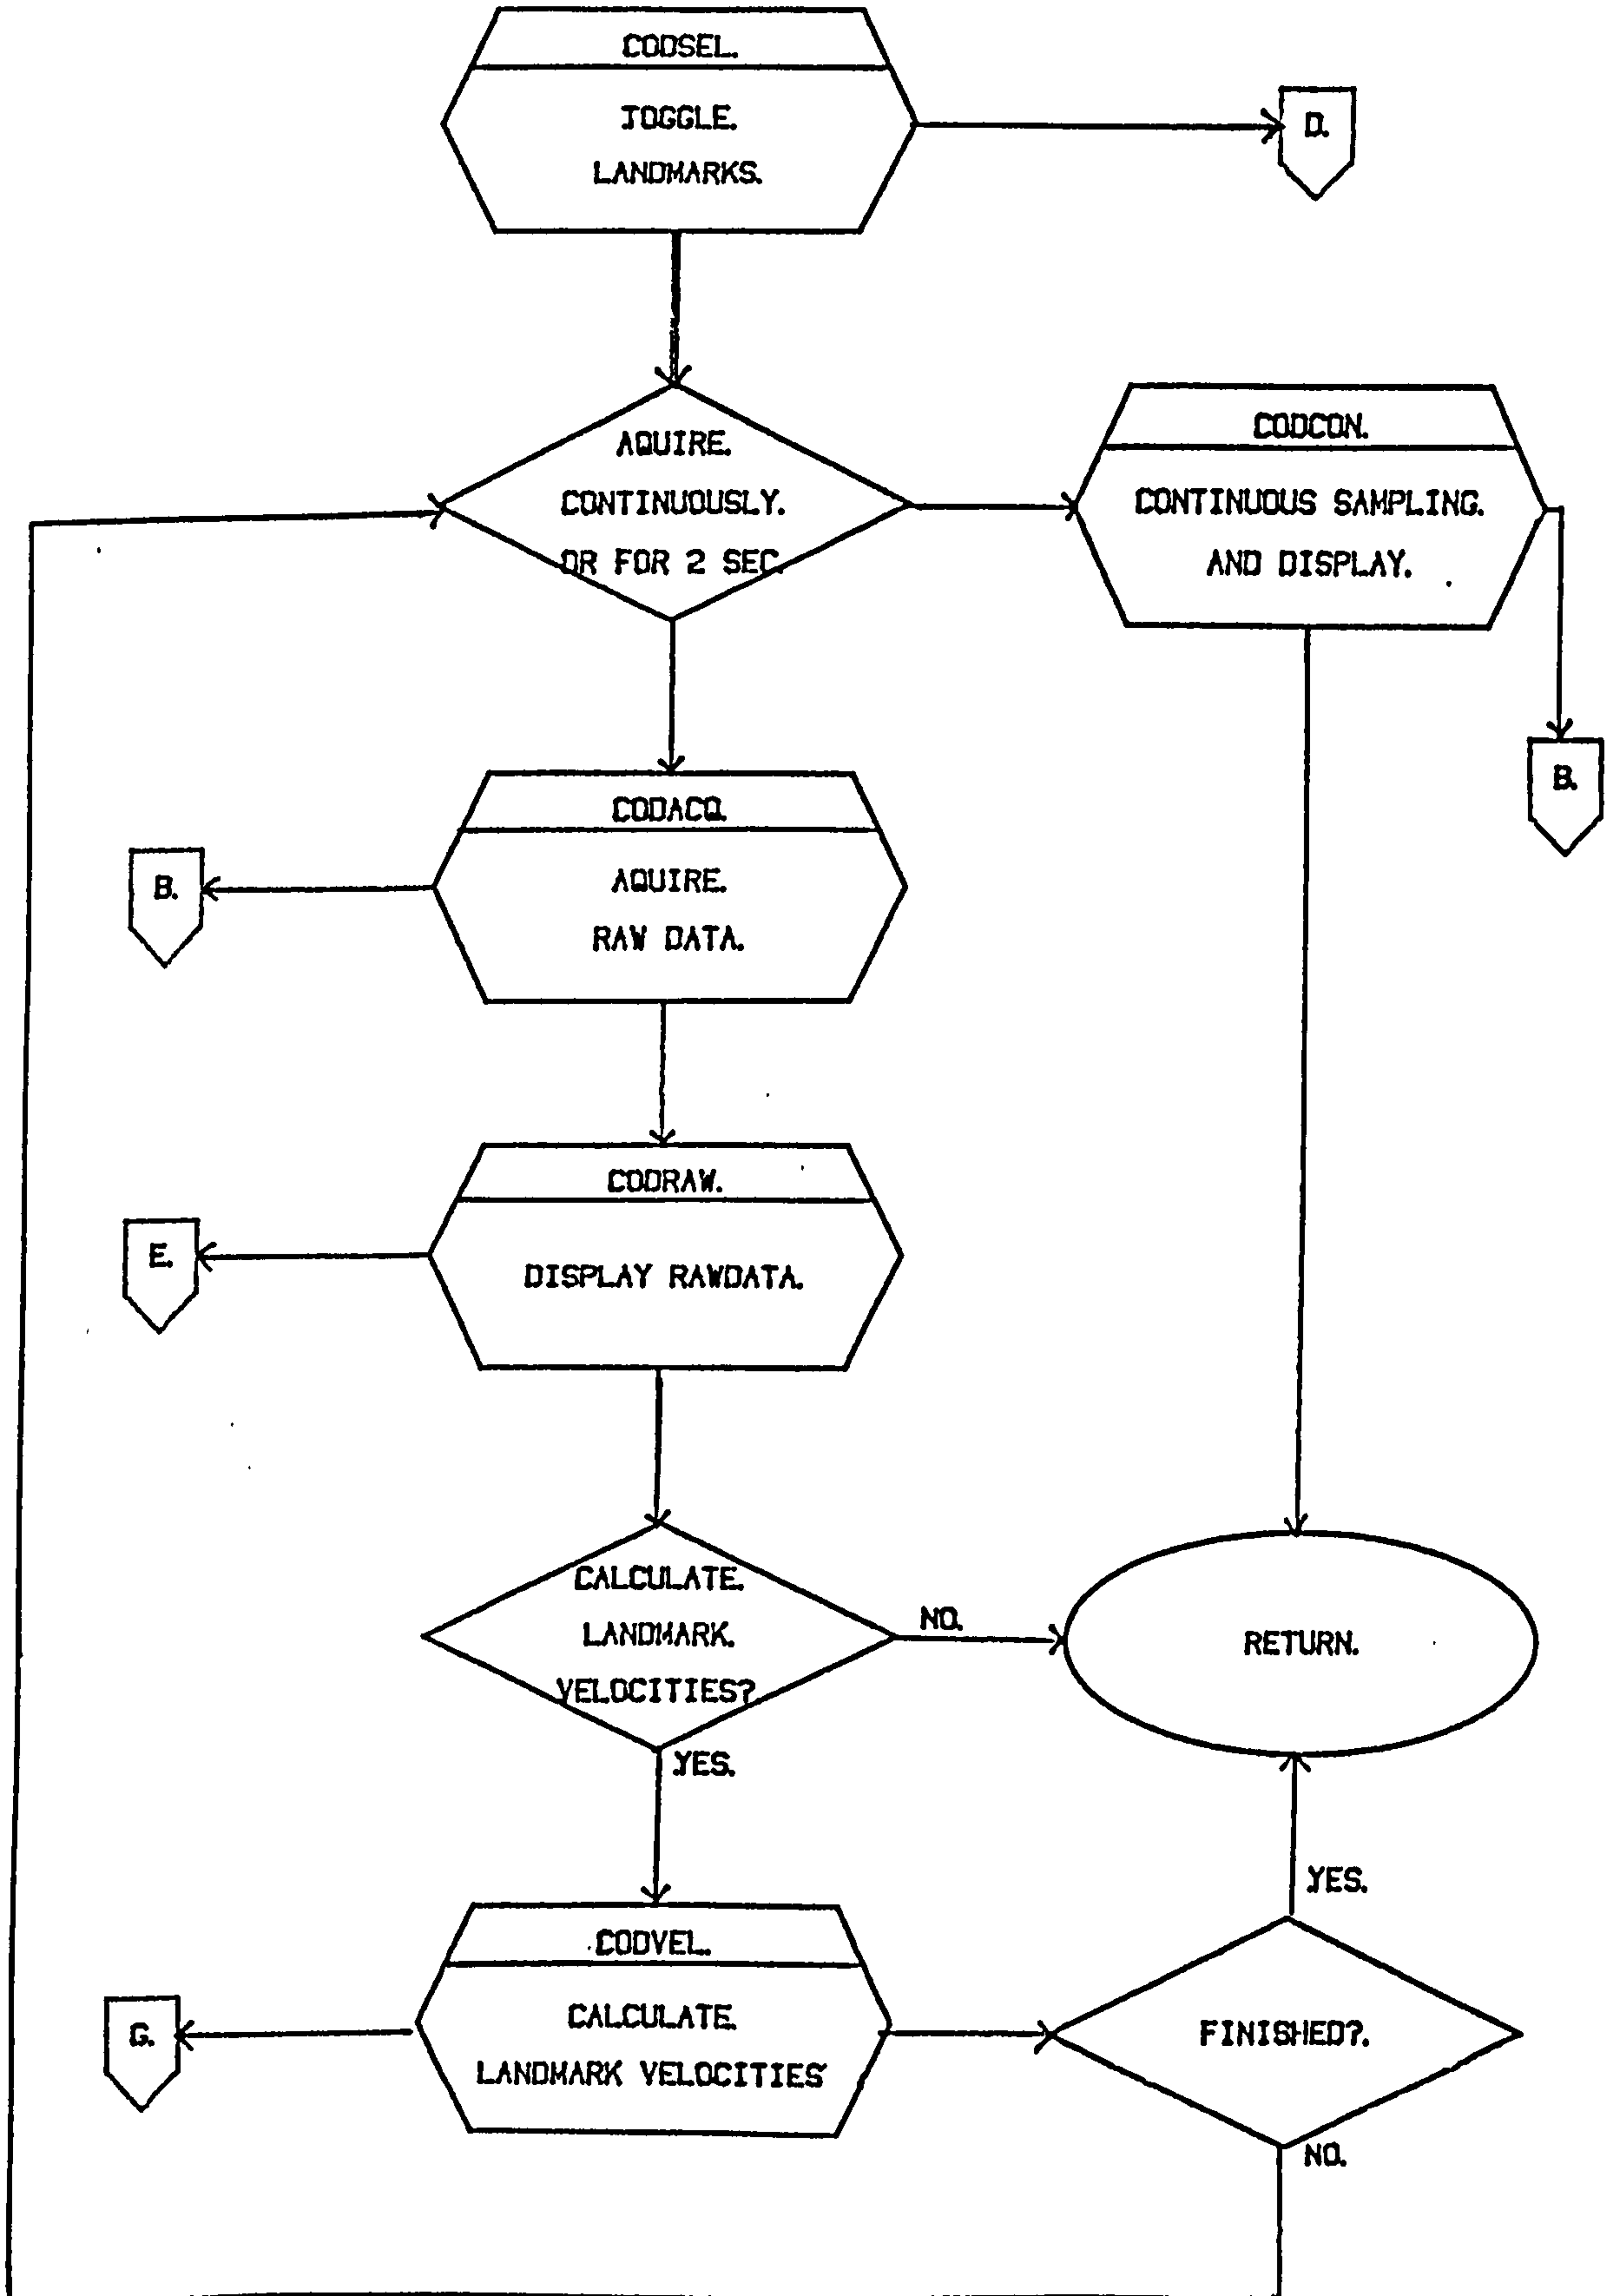 CODSEL.
TOGGLE.
LANDMARKS.
D.
AQUIRE.
CONTINUOUSLY.
OR FOR 2 SEC.
CODCON.
CONTINUOUS SAMPLING.
AND DISPLAY.
B.
CODACQ.
AQUIRE.
RAW DATA.
B.
CODRAW.
DISPLAY RAWDATA.
E.
CALCULATE.
LANDMARK.
VELOCITIES?
NO.
RETURN.
YES.
YES.
CODVEL.
CALCULATE.
LANDMARK VELOCITIES
G.
FINISHED?.
NO.